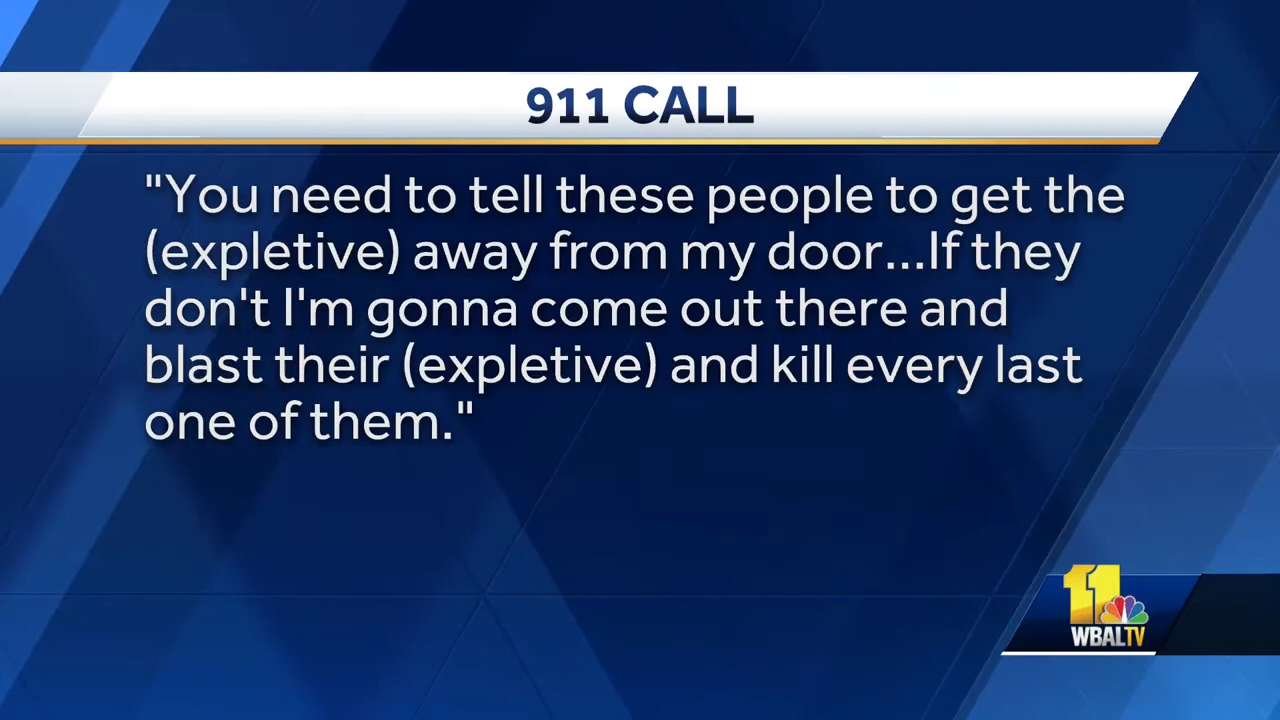 911 CALL
"You need to tell these people to get the
(expletive) away from my door...If they
don't I'm gonna come out there and
blast their (expletive) and kill every last
one of them."
11
WBALTV